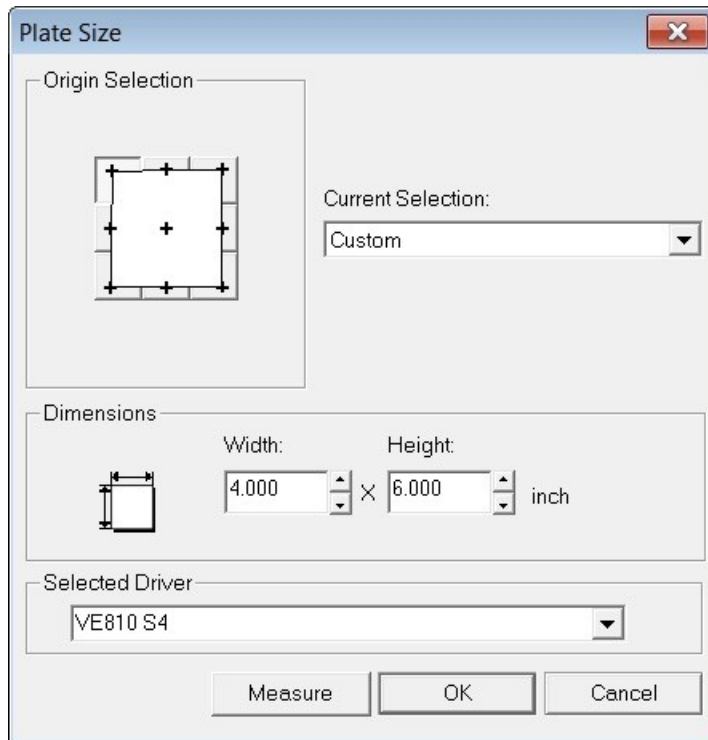 Plate Size
Origin Selection
Current Selection:
Custom
Dimensions
Width:
Height:
4.000
X
6.000
inch
Selected Driver
VE810 S4
Measure
OK
Cancel